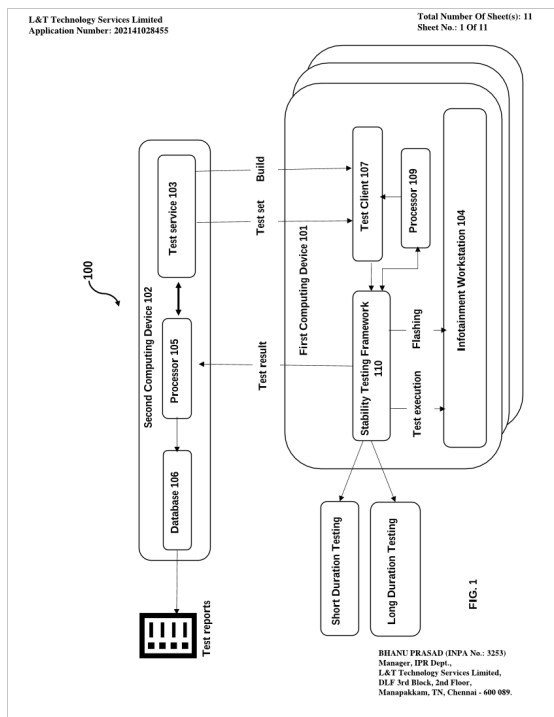 L&T Technology Services Limited
Application Number: 202141028455
Total Number Of Sheet(s): 11
Sheet No.: 1 Of 11
100
Second Computing Device 102
Test service 103
Processor 105
Database 106
Test reports
Build
Test set
Test result
First Computing Device 101
Test Client 107
Processor 109
Stability Testing Framework
110
Flashing
Test execution
Infotainment Workstation 104
Short Duration Testing
Long Duration Testing
FIG. 1
BHANU PRASAD (INPA No.: 3253)
Manager, IPR Dept.,
L&T Technology Services Limited,
DLF 3rd Block, 2nd Floor,
Manapakkam, TN, Chennai - 600 089.